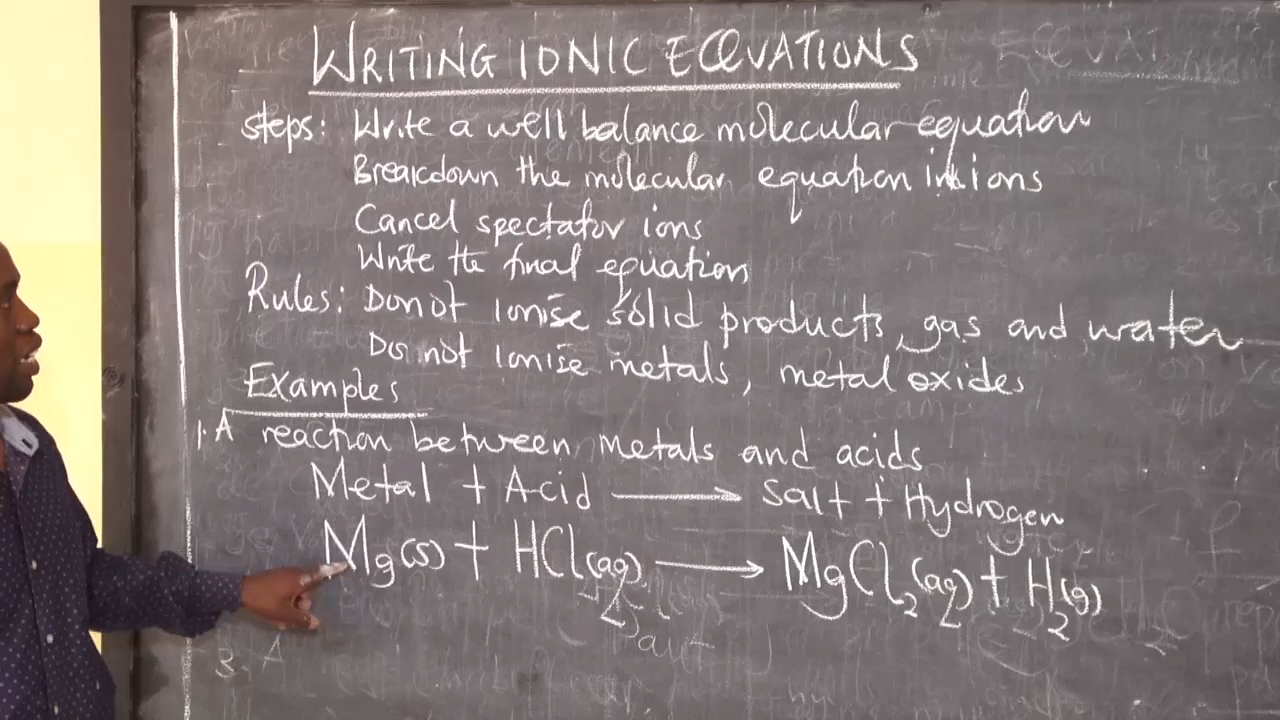 WRITING IONIC EQUATIONS
steps: Write a well balance molecular equation
Breakdown the molecular equation in ions
Cancel spectator ions
Write the final equation
Rules: Do not ionise solid products, gas and water
Do not ionise metals, metal oxides
Examples
1. A reaction between metals and acids
Metal + Acid → Salt + Hydrogen
Mg(s) + HCl(aq) → MgCl₂(aq) + H₂(g)
3. A